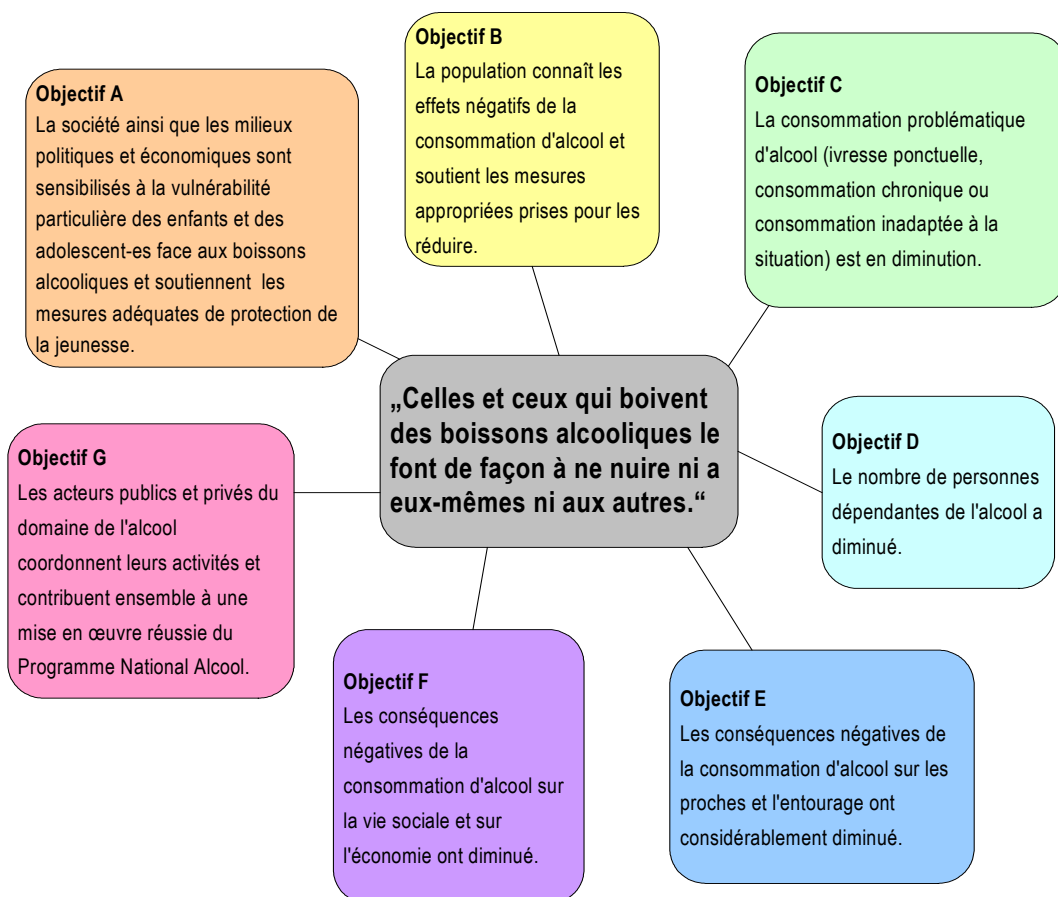 Objectif A
La société ainsi que les milieux
politiques et économiques sont
sensibilisés à la vulnérabilité
particulière des enfants et des
adolescent-es face aux boissons
alcooliques et soutiennent  les
mesures adéquates de protection de
la jeunesse.
Objectif B
La population connaît les
effets négatifs de la
consommation d'alcool et
soutient les mesures
appropriées prises pour les
réduire.
Objectif C
La consommation problématique
d'alcool (ivresse ponctuelle,
consommation chronique ou
consommation inadaptée à la
situation) est en diminution.
„Celles et ceux qui boivent
des boissons alcooliques le
font de façon à ne nuire ni a
eux-mêmes ni aux autres.“
Objectif D
Le nombre de personnes
dépendantes de l'alcool a
diminué.
Objectif G
Les acteurs publics et privés du
domaine de l'alcool
coordonnent leurs activités et
contribuent ensemble à une
mise en œuvre réussie du
Programme National Alcool.
Objectif F
Les conséquences
négatives de la
consommation d'alcool sur
la vie sociale et sur
l'économie ont diminué.
Objectif E
Les conséquences négatives de
la consommation d'alcool sur les
proches et l'entourage ont
considérablement diminué.